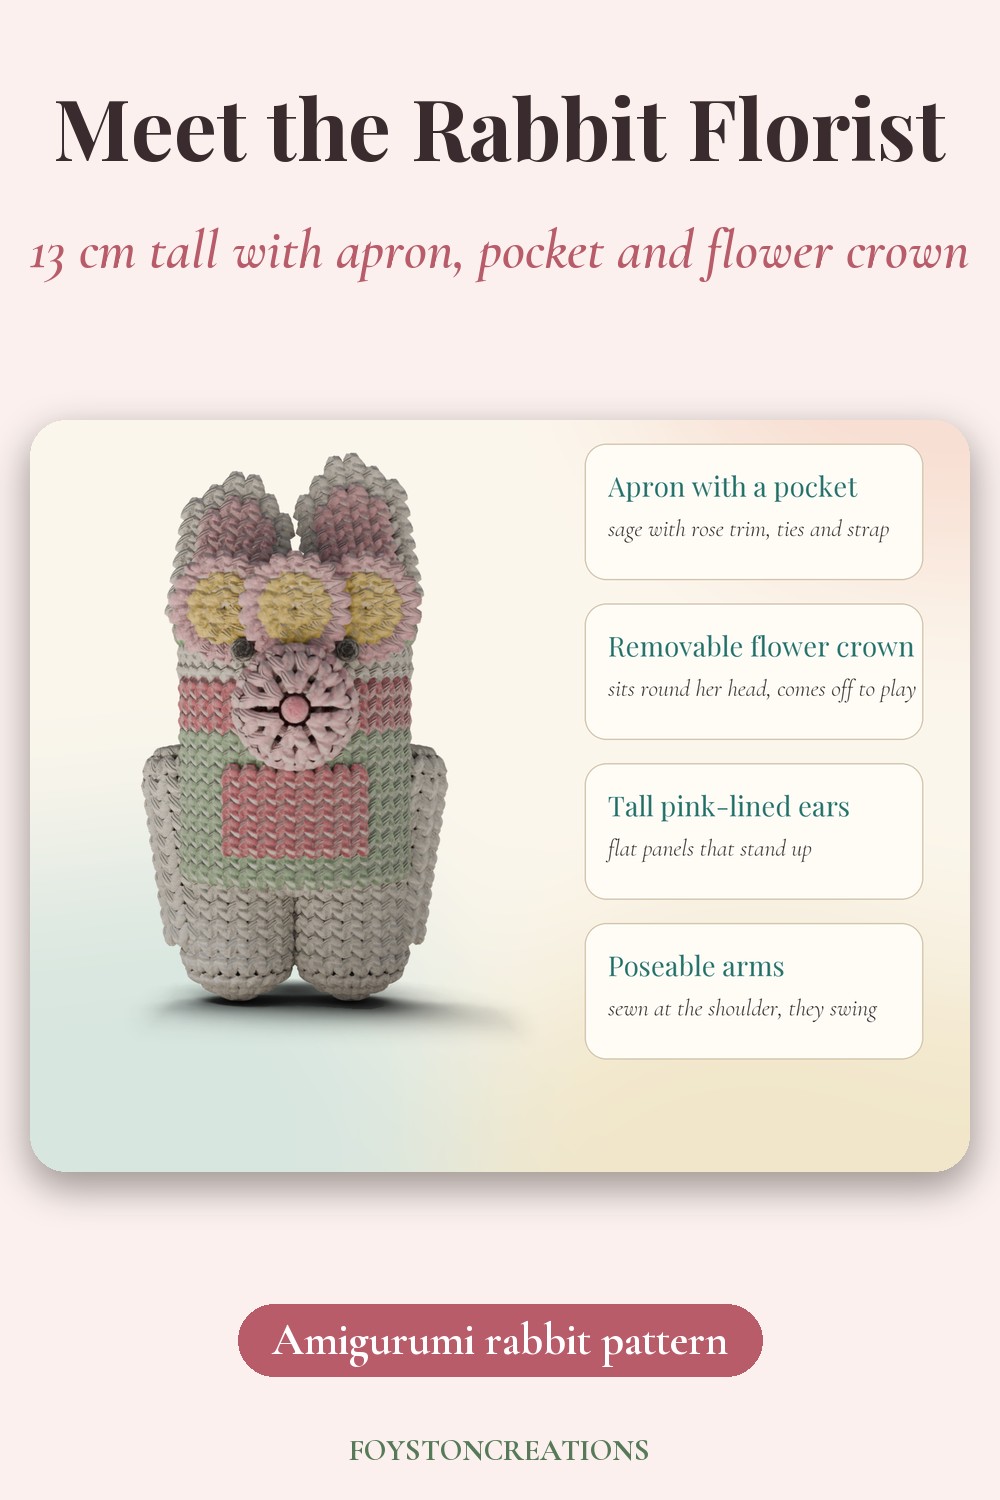 Meet the Rabbit Florist
13 cm tall with apron, pocket and flower crown
Apron with a pocket
sage with rose trim, ties and strap
Removable flower crown
sits round her head, comes off to play
Tall pink-lined ears
flat panels that stand up
Poseable arms
sewn at the shoulder, they swing
Amigurumi rabbit pattern
FOYSTONCREATIONS